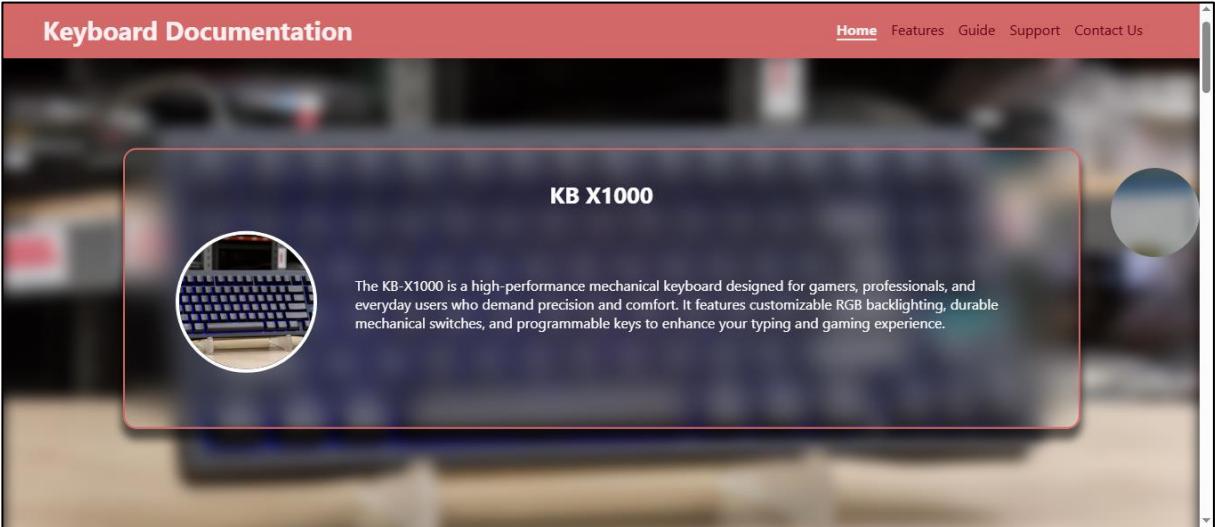 Keyboard Documentation
Home Features Guide Support Contact Us
KB X1000
The KB-X1000 is a high-performance mechanical keyboard designed for gamers, professionals, and
everyday users who demand precision and comfort. It features customizable RGB backlighting, durable
mechanical switches, and programmable keys to enhance your typing and gaming experience.